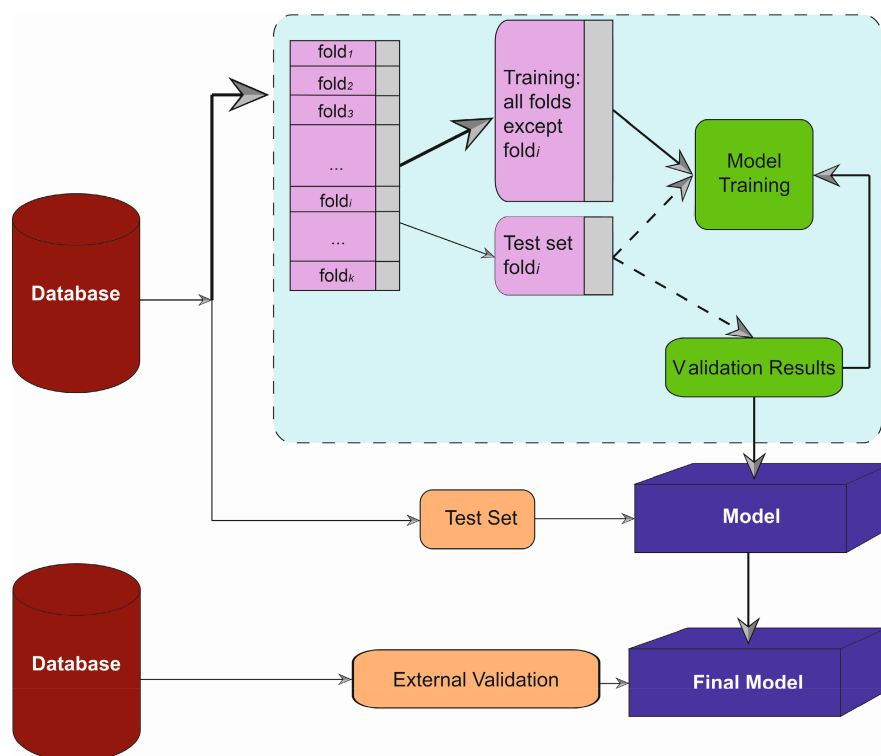 fold1
fold2
fold3
...
foldi
...
foldk
Training:
all folds
except
foldi
Test set
foldi
Model
Training
Validation Results
Database
Test Set
Model
Database
External Validation
Final Model